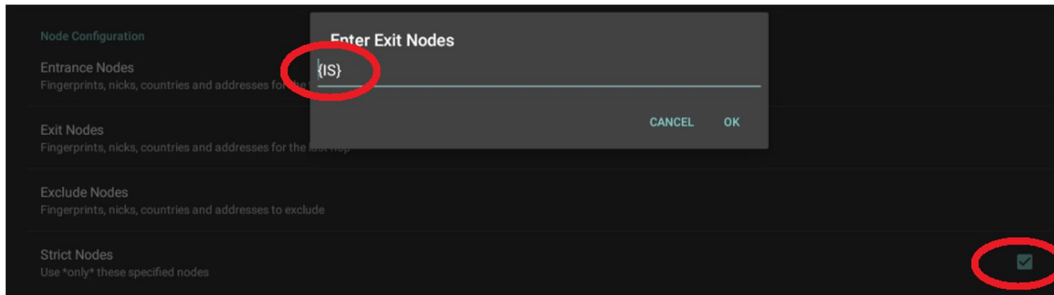 Node Configuration
Enter Exit Nodes
Entrance Nodes
{IS}
Fingerprints, nicks, countries and addresses for the
CANCEL OK
Exit Nodes
Fingerprints, nicks, countries and addresses for the last hop
Exclude Nodes
Fingerprints, nicks, countries and addresses to exclude
Strict Nodes
Use *only* these specified nodes